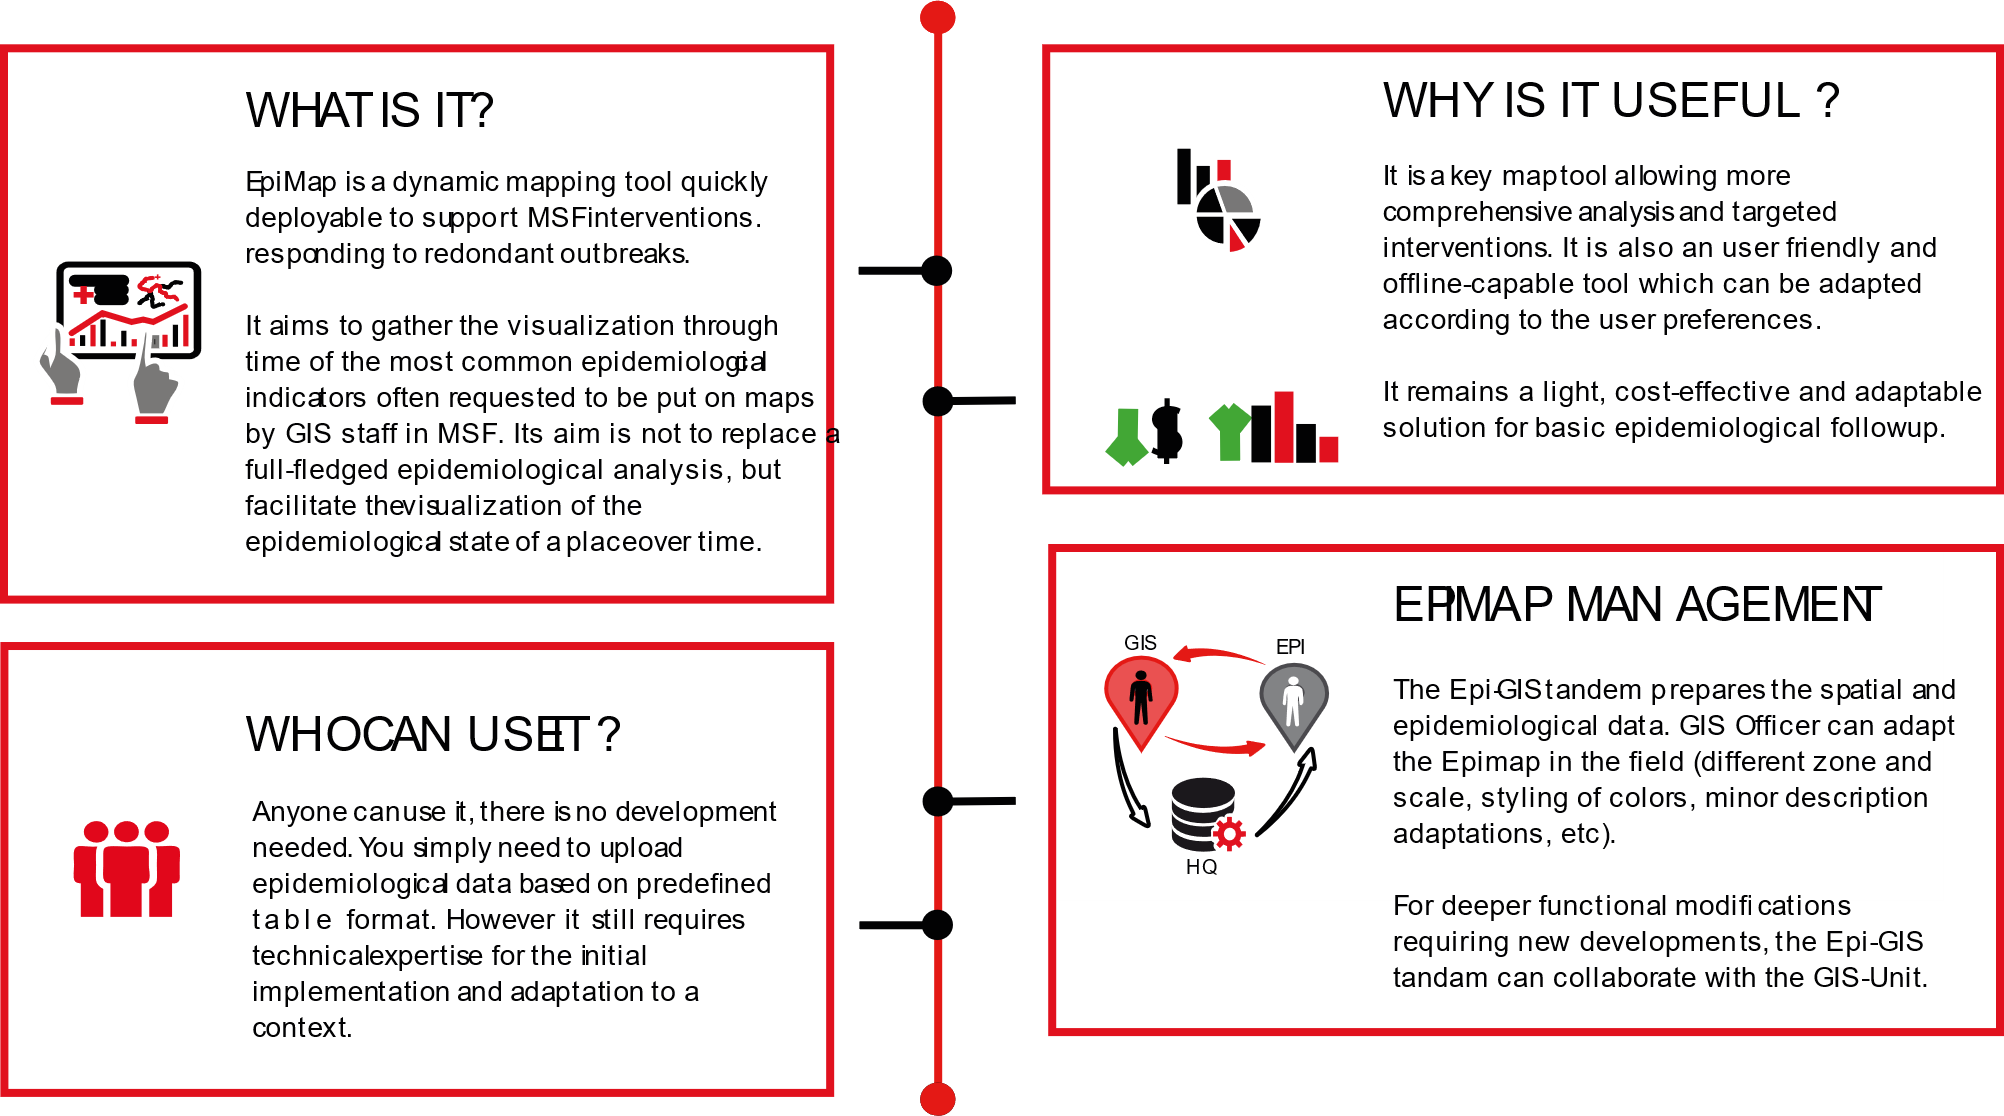 WHAT IS IT?
EpiMap is a dynamic mapping tool quickly
deployable to support MSF interventions.
responding to redondant outbreaks.
It aims to gather the visualization through
time of the most common epidemiological
indicators often requested to be put on maps
by GIS staff in MSF. Its aim is not to replace a
full-fledged epidemiological analysis, but
facilitate the visualization of the
epidemiological state of a place over time.
WHY IS IT USEFUL ?
It is a key map tool allowing more
comprehensive analysis and targeted
interventions. It is also an user friendly and
offline-capable tool which can be adapted
according to the user preferences.
It remains a light, cost-effective and adaptable
solution for basic epidemiological followup.
$
WHO CAN USE IT ?
Anyone can use it, there is no development
needed. You simply need to upload
epidemiological data based on predefined
table format. However it still requires
technical expertise for the initial
implementation and adaptation to a
context.
EPIMAP MANAGEMENT
GIS
EPI
HQ
The Epi-GIS tandem prepares the spatial and
epidemiological data. GIS Officer can adapt
the Epimap in the field (different zone and
scale, styling of colors, minor description
adaptations, etc).
For deeper functional modifications
requiring new developments, the Epi-GIS
tandam can collaborate with the GIS-Unit.